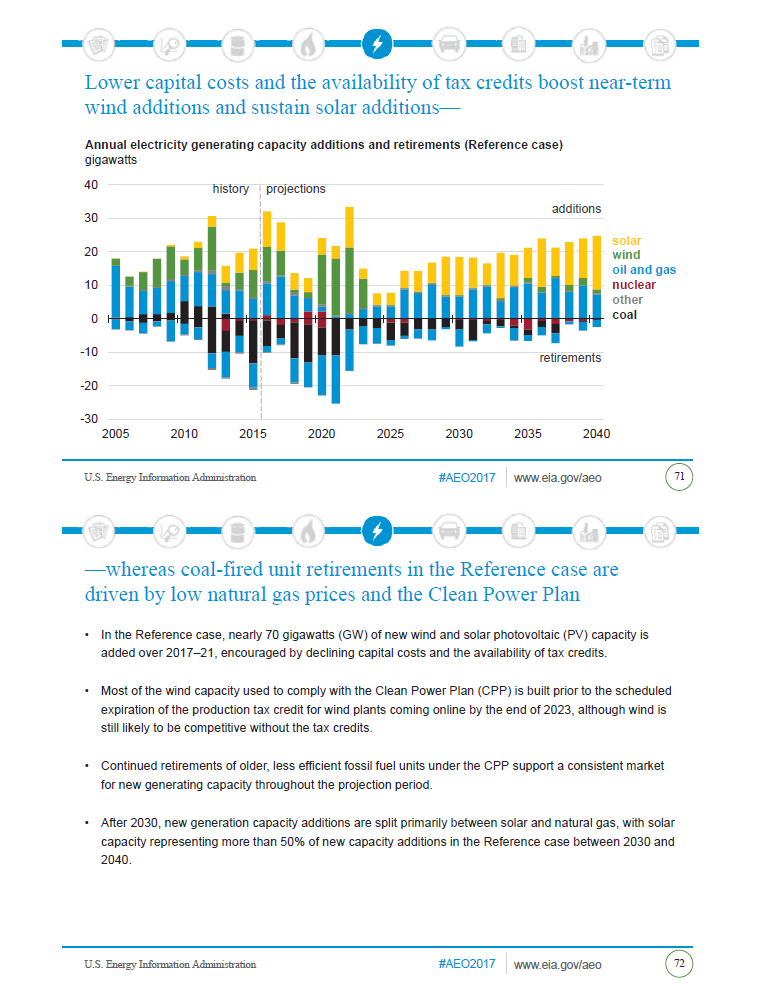 Lower capital costs and the availability of tax credits boost near-term
wind additions and sustain solar additions—
Annual electricity generating capacity additions and retirements (Reference case)
gigawatts
40
history
projections
30
additions
20
10
0
-10
retirements
-20
-30
solar
wind
oil and gas
nuclear
other
coal
2005 2010 2015 2020 2025 2030 2035 2040
U.S. Energy Information Administration
#AEO2017
www.eia.gov/aeo
71
—whereas coal-fired unit retirements in the Reference case are
driven by low natural gas prices and the Clean Power Plan
• In the Reference case, nearly 70 gigawatts (GW) of new wind and solar photovoltaic (PV) capacity is
added over 2017–21, encouraged by declining capital costs and the availability of tax credits.
• Most of the wind capacity used to comply with the Clean Power Plan (CPP) is built prior to the scheduled
expiration of the production tax credit for wind plants coming online by the end of 2023, although wind is
still likely to be competitive without the tax credits.
• Continued retirements of older, less efficient fossil fuel units under the CPP support a consistent market
for new generating capacity throughout the projection period.
• After 2030, new generation capacity additions are split primarily between solar and natural gas, with solar
capacity representing more than 50% of new capacity additions in the Reference case between 2030 and
2040.
U.S. Energy Information Administration
#AEO2017
www.eia.gov/aeo
72